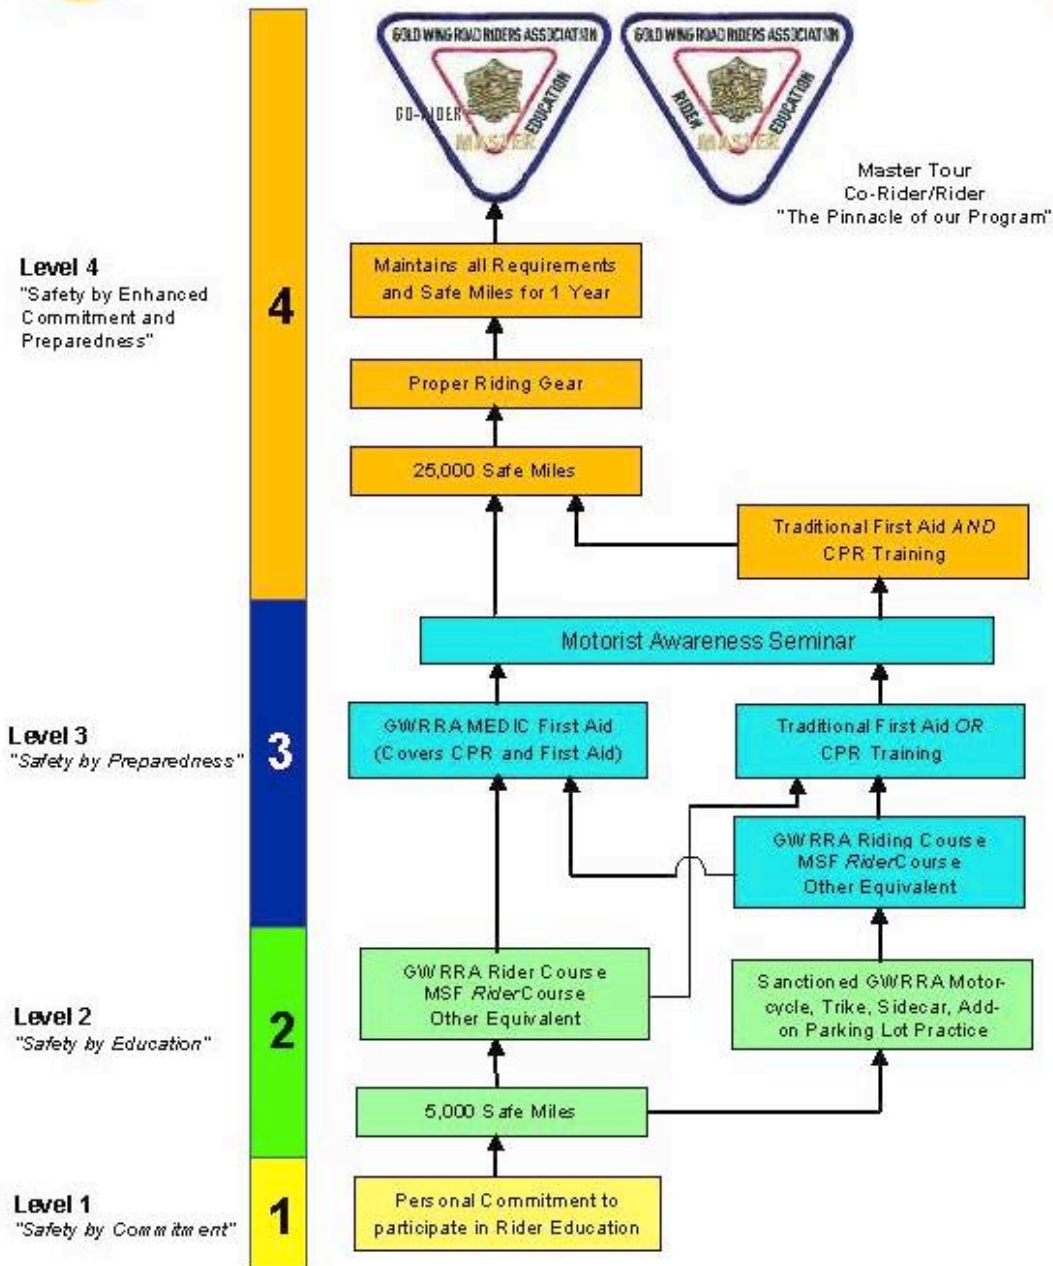 GOLD WING ROAD RIDERS ASSOCIATION
CO-RIDER
EDUCATION
MASTER
GOLD WING ROAD RIDERS ASSOCIATION
RIDER
EDUCATION
MASTER
Master Tour
Co-Rider/Rider
"The Pinnacle of our Program"
Level 4
"Safety by Enhanced
Commitment and
Preparedness"
4
Maintains all Requirements
and Safe Miles for 1 Year
Proper Riding Gear
25,000 Safe Miles
Traditional First Aid AND
CPR Training
Motorist Awareness Seminar
Level 3
"Safety by Preparedness"
3
GWRRA MEDIC First Aid
(Covers CPR and First Aid)
Traditional First Aid OR
CPR Training
GWRRA Riding Course
MSF RiderCourse
Other Equivalent
Level 2
"Safety by Education"
2
GWRRA Rider Course
MSF RiderCourse
Other Equivalent
Sanctioned GWRRA Motor-
cycle, Trike, Sidecar, Add-
on Parking Lot Practice
5,000 Safe Miles
Level 1
"Safety by Commitment"
1
Personal Commitment to
participate in Rider Education